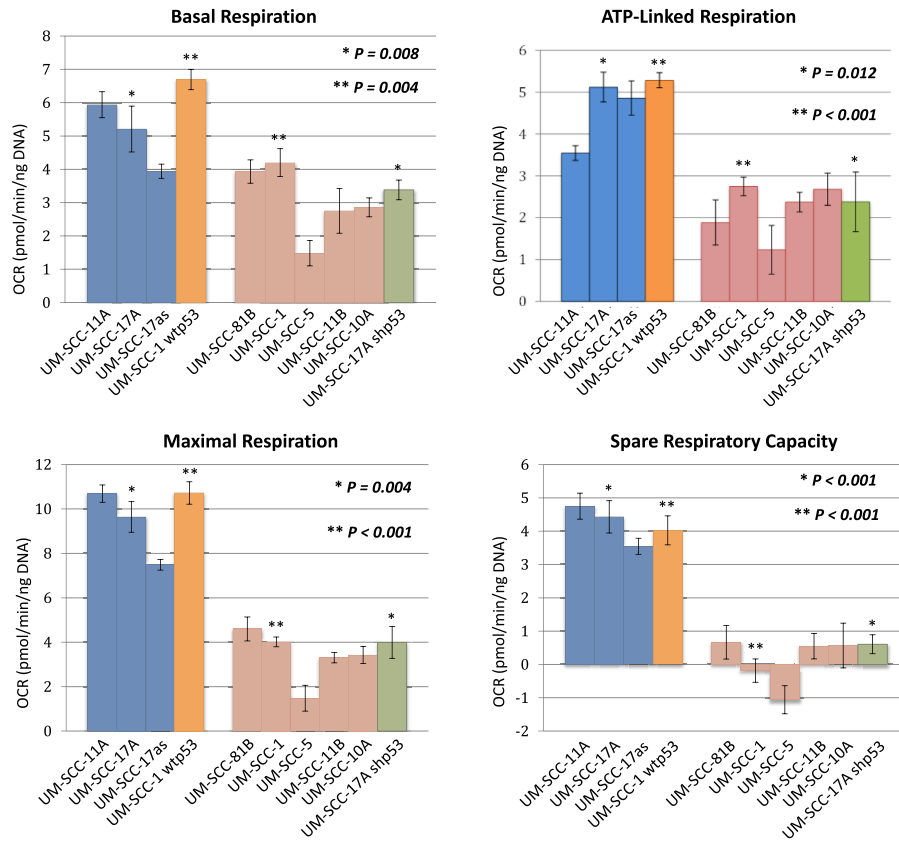 Basal Respiration
OCR (pmol/min/ng DNA)
8
7
6
5
4
3
2
1
0
* P = 0.008
** P = 0.004
*
**
**
*
UM-SCC-11A
UM-SCC-17A
UM-SCC-17as
UM-SCC-1 wtp53
UM-SCC-81B
UM-SCC-1
UM-SCC-5
UM-SCC-11B
UM-SCC-10A
UM-SCC-17A shp53
ATP-Linked Respiration
OCR (pmol/min/ng DNA)
6
5
4
3
2
1
0
* P = 0.012
** P < 0.001
*
**
**
*
UM-SCC-11A
UM-SCC-17A
UM-SCC-17as
UM-SCC-1 wtp53
UM-SCC-81B
UM-SCC-1
UM-SCC-5
UM-SCC-11B
UM-SCC-10A
UM-SCC-17A shp53
Maximal Respiration
OCR (pmol/min/ng DNA)
12
10
8
6
4
2
0
* P = 0.004
** P < 0.001
*
**
**
*
UM-SCC-11A
UM-SCC-17A
UM-SCC-17as
UM-SCC-1 wtp53
UM-SCC-81B
UM-SCC-1
UM-SCC-5
UM-SCC-11B
UM-SCC-10A
UM-SCC-17A shp53
Spare Respiratory Capacity
OCR (pmol/min/ng DNA)
6
5
4
3
2
1
0
-1
-2
* P < 0.001
** P < 0.001
*
**
**
*
UM-SCC-11A
UM-SCC-17A
UM-SCC-17as
UM-SCC-1 wtp53
UM-SCC-81B
UM-SCC-1
UM-SCC-5
UM-SCC-11B
UM-SCC-10A
UM-SCC-17A shp53